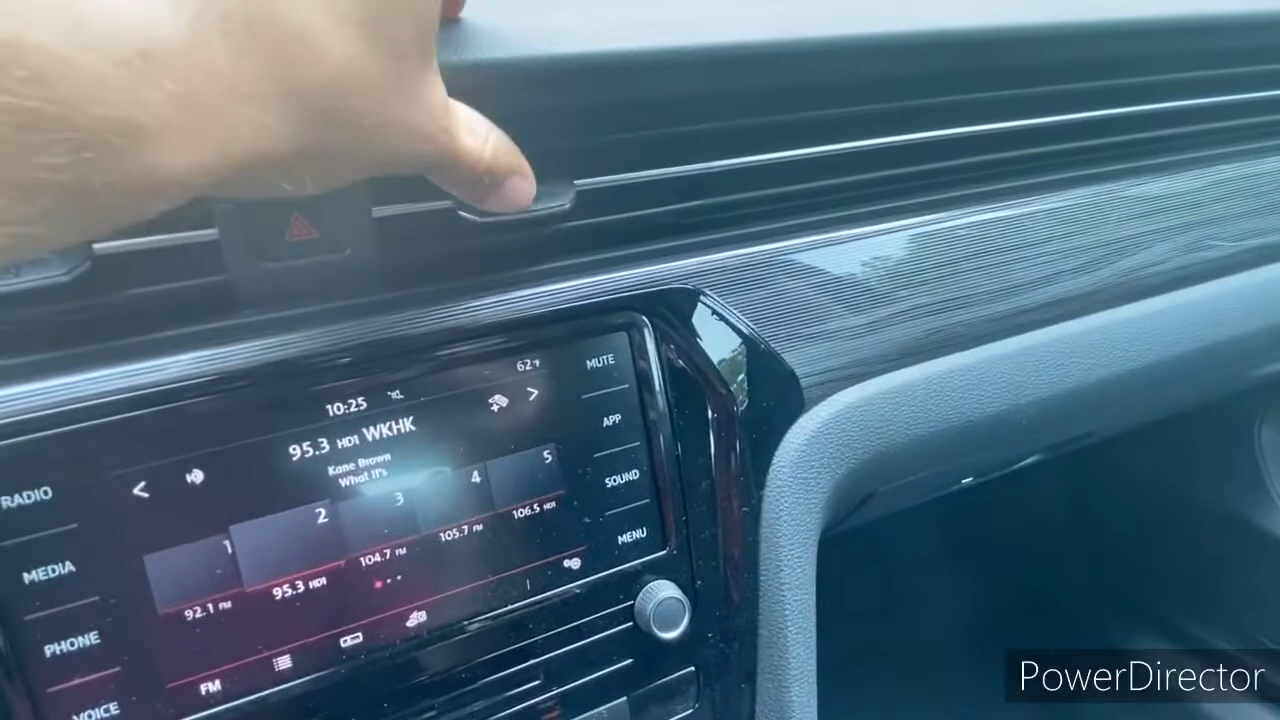 62°F
10:25
95.3 HD1 WKHK
Kane Brown
What If's
RADIO
MEDIA
PHONE
VOICE
MUTE
APP
SOUND
MENU
1
2
3
4
5
92.1 FM
95.3 HD1
104.7 FM
105.7 FM
106.5 HD1
FM
PowerDirector